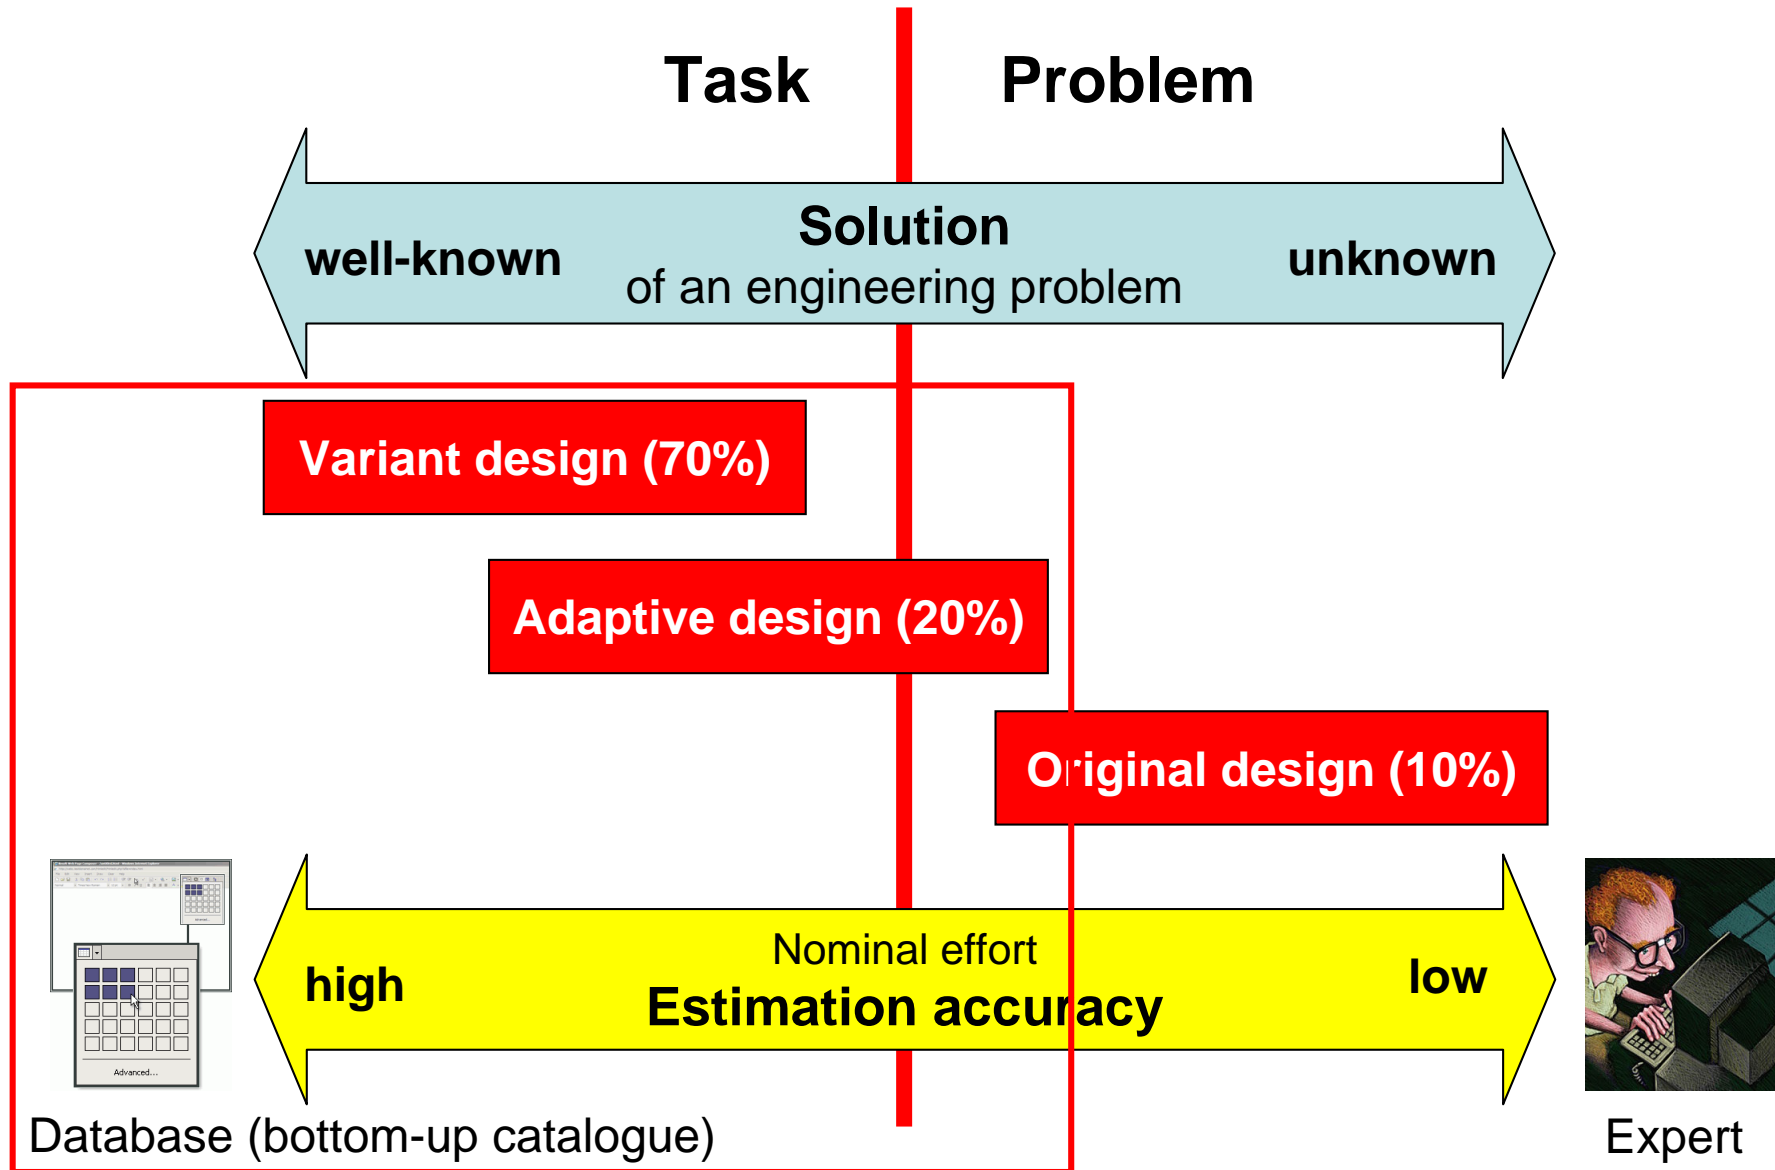 Task
Problem
Solution
well-known
unknown
of an engineering problem
Variant design (70%)
Adaptive design (20%)
Original design (10%)
Nominal effort
high
low
Estimation accuracy
Advanced...
Database (bottom-up catalogue)
Expert